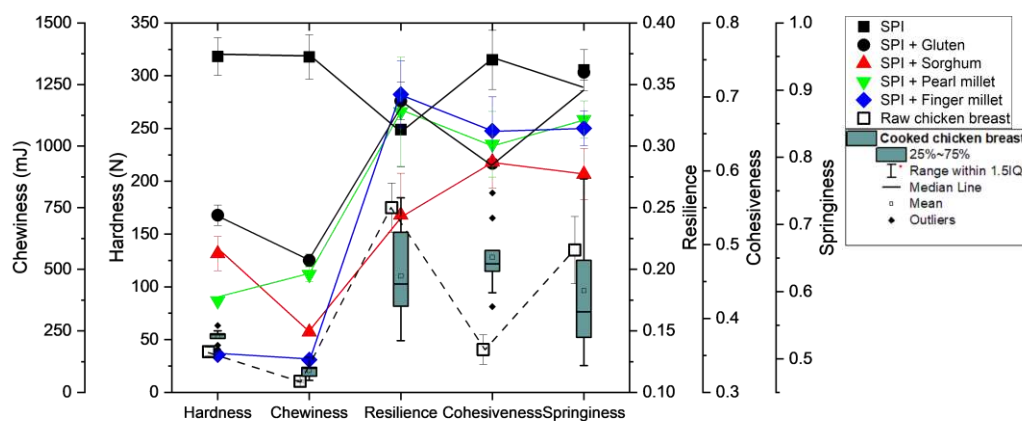 1500
1250
1000
750
500
250
0
Chewiness (mJ)
350
300
250
200
150
100
50
0
Hardness (N)
0.40
0.35
0.30
0.25
0.20
0.15
0.10
Resilience
0.8
0.7
0.6
0.5
0.4
0.3
Cohesiveness
1.0
0.9
0.8
0.7
0.6
0.5
Springiness
Hardness Chewiness Resilience Cohesiveness Springiness
SPI
SPI + Gluten
SPI + Sorghum
SPI + Pearl millet
SPI + Finger millet
Raw chicken breast
Cooked chicken breast
25%~75%
Range within 1.5IQ
Median Line
Mean
Outliers